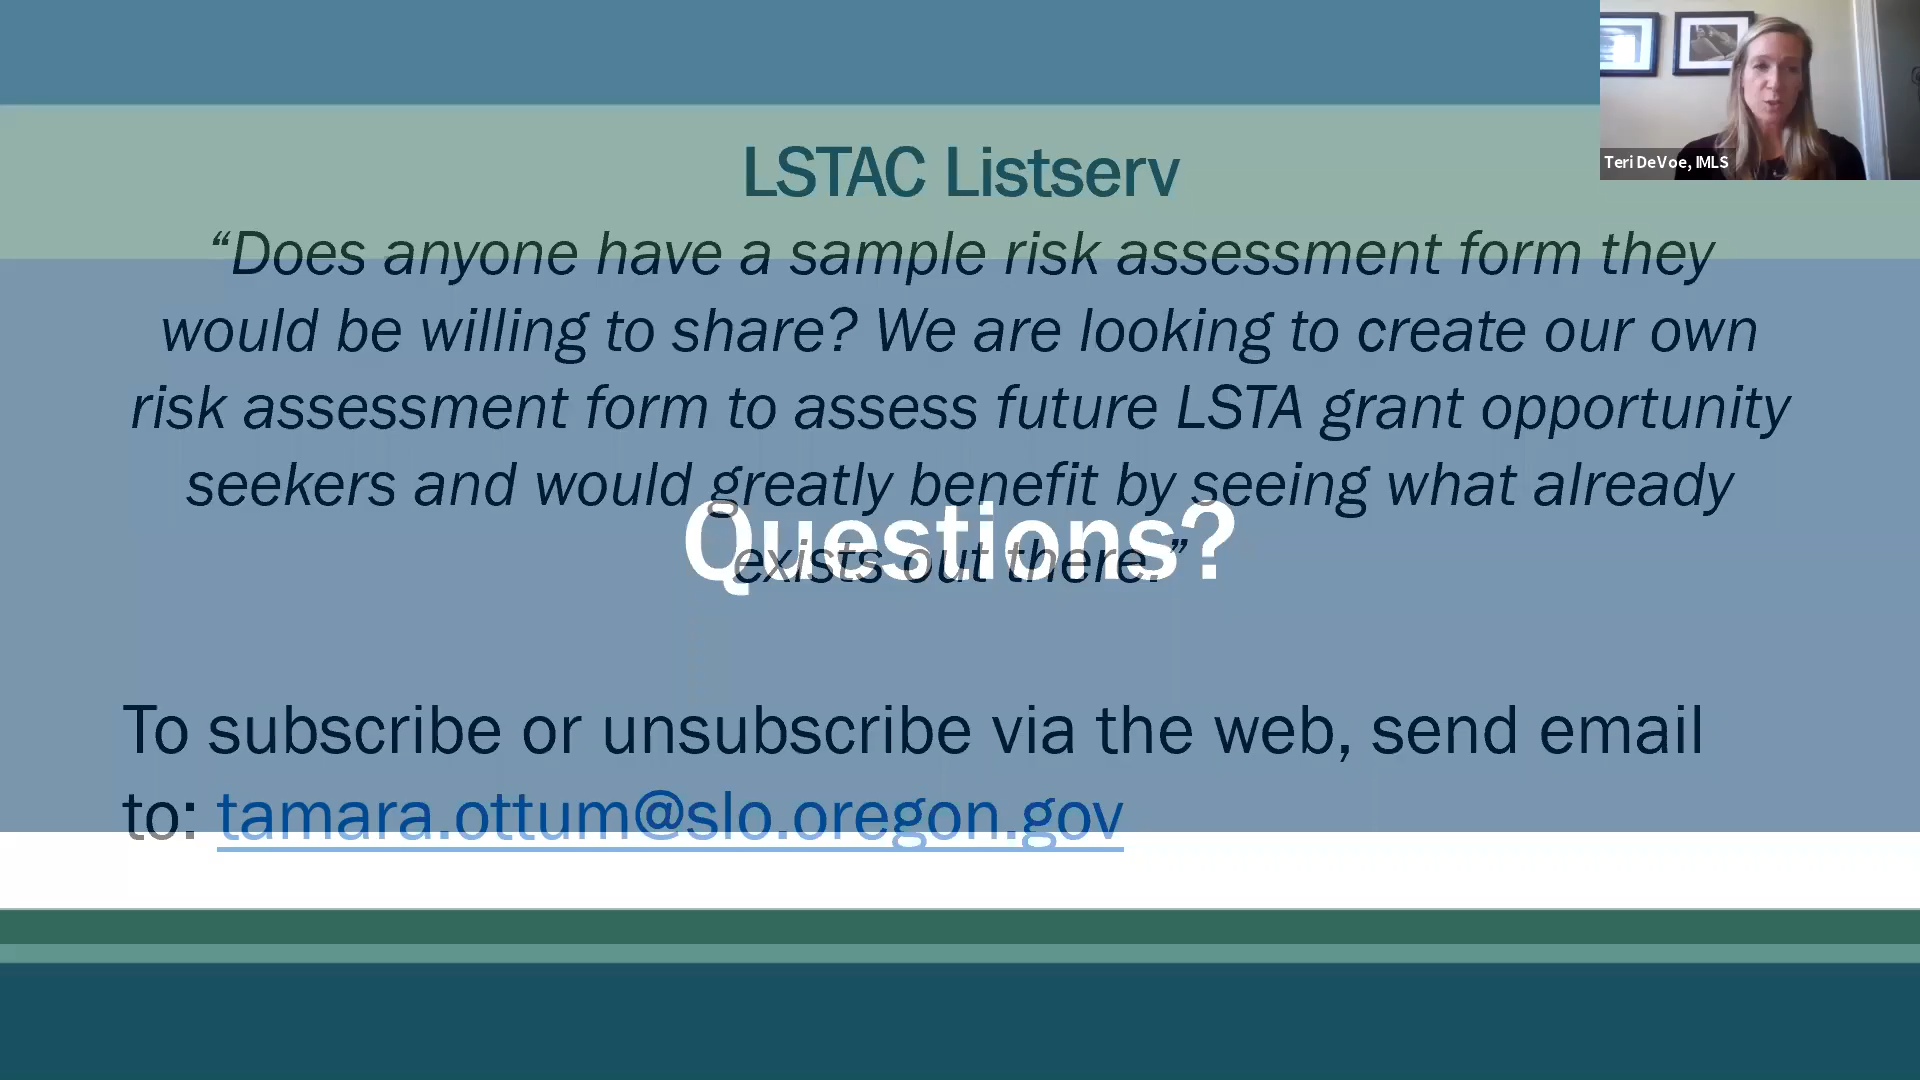 Teri DeVoe, IMLS
LSTAC Listserv
“Does anyone have a sample risk assessment form they
would be willing to share? We are looking to create our own
risk assessment form to assess future LSTA grant opportunity
seekers and would greatly benefit by seeing what already
exists out there.”
Questions?
To subscribe or unsubscribe via the web, send email
to: tamara.ottum@slo.oregon.gov